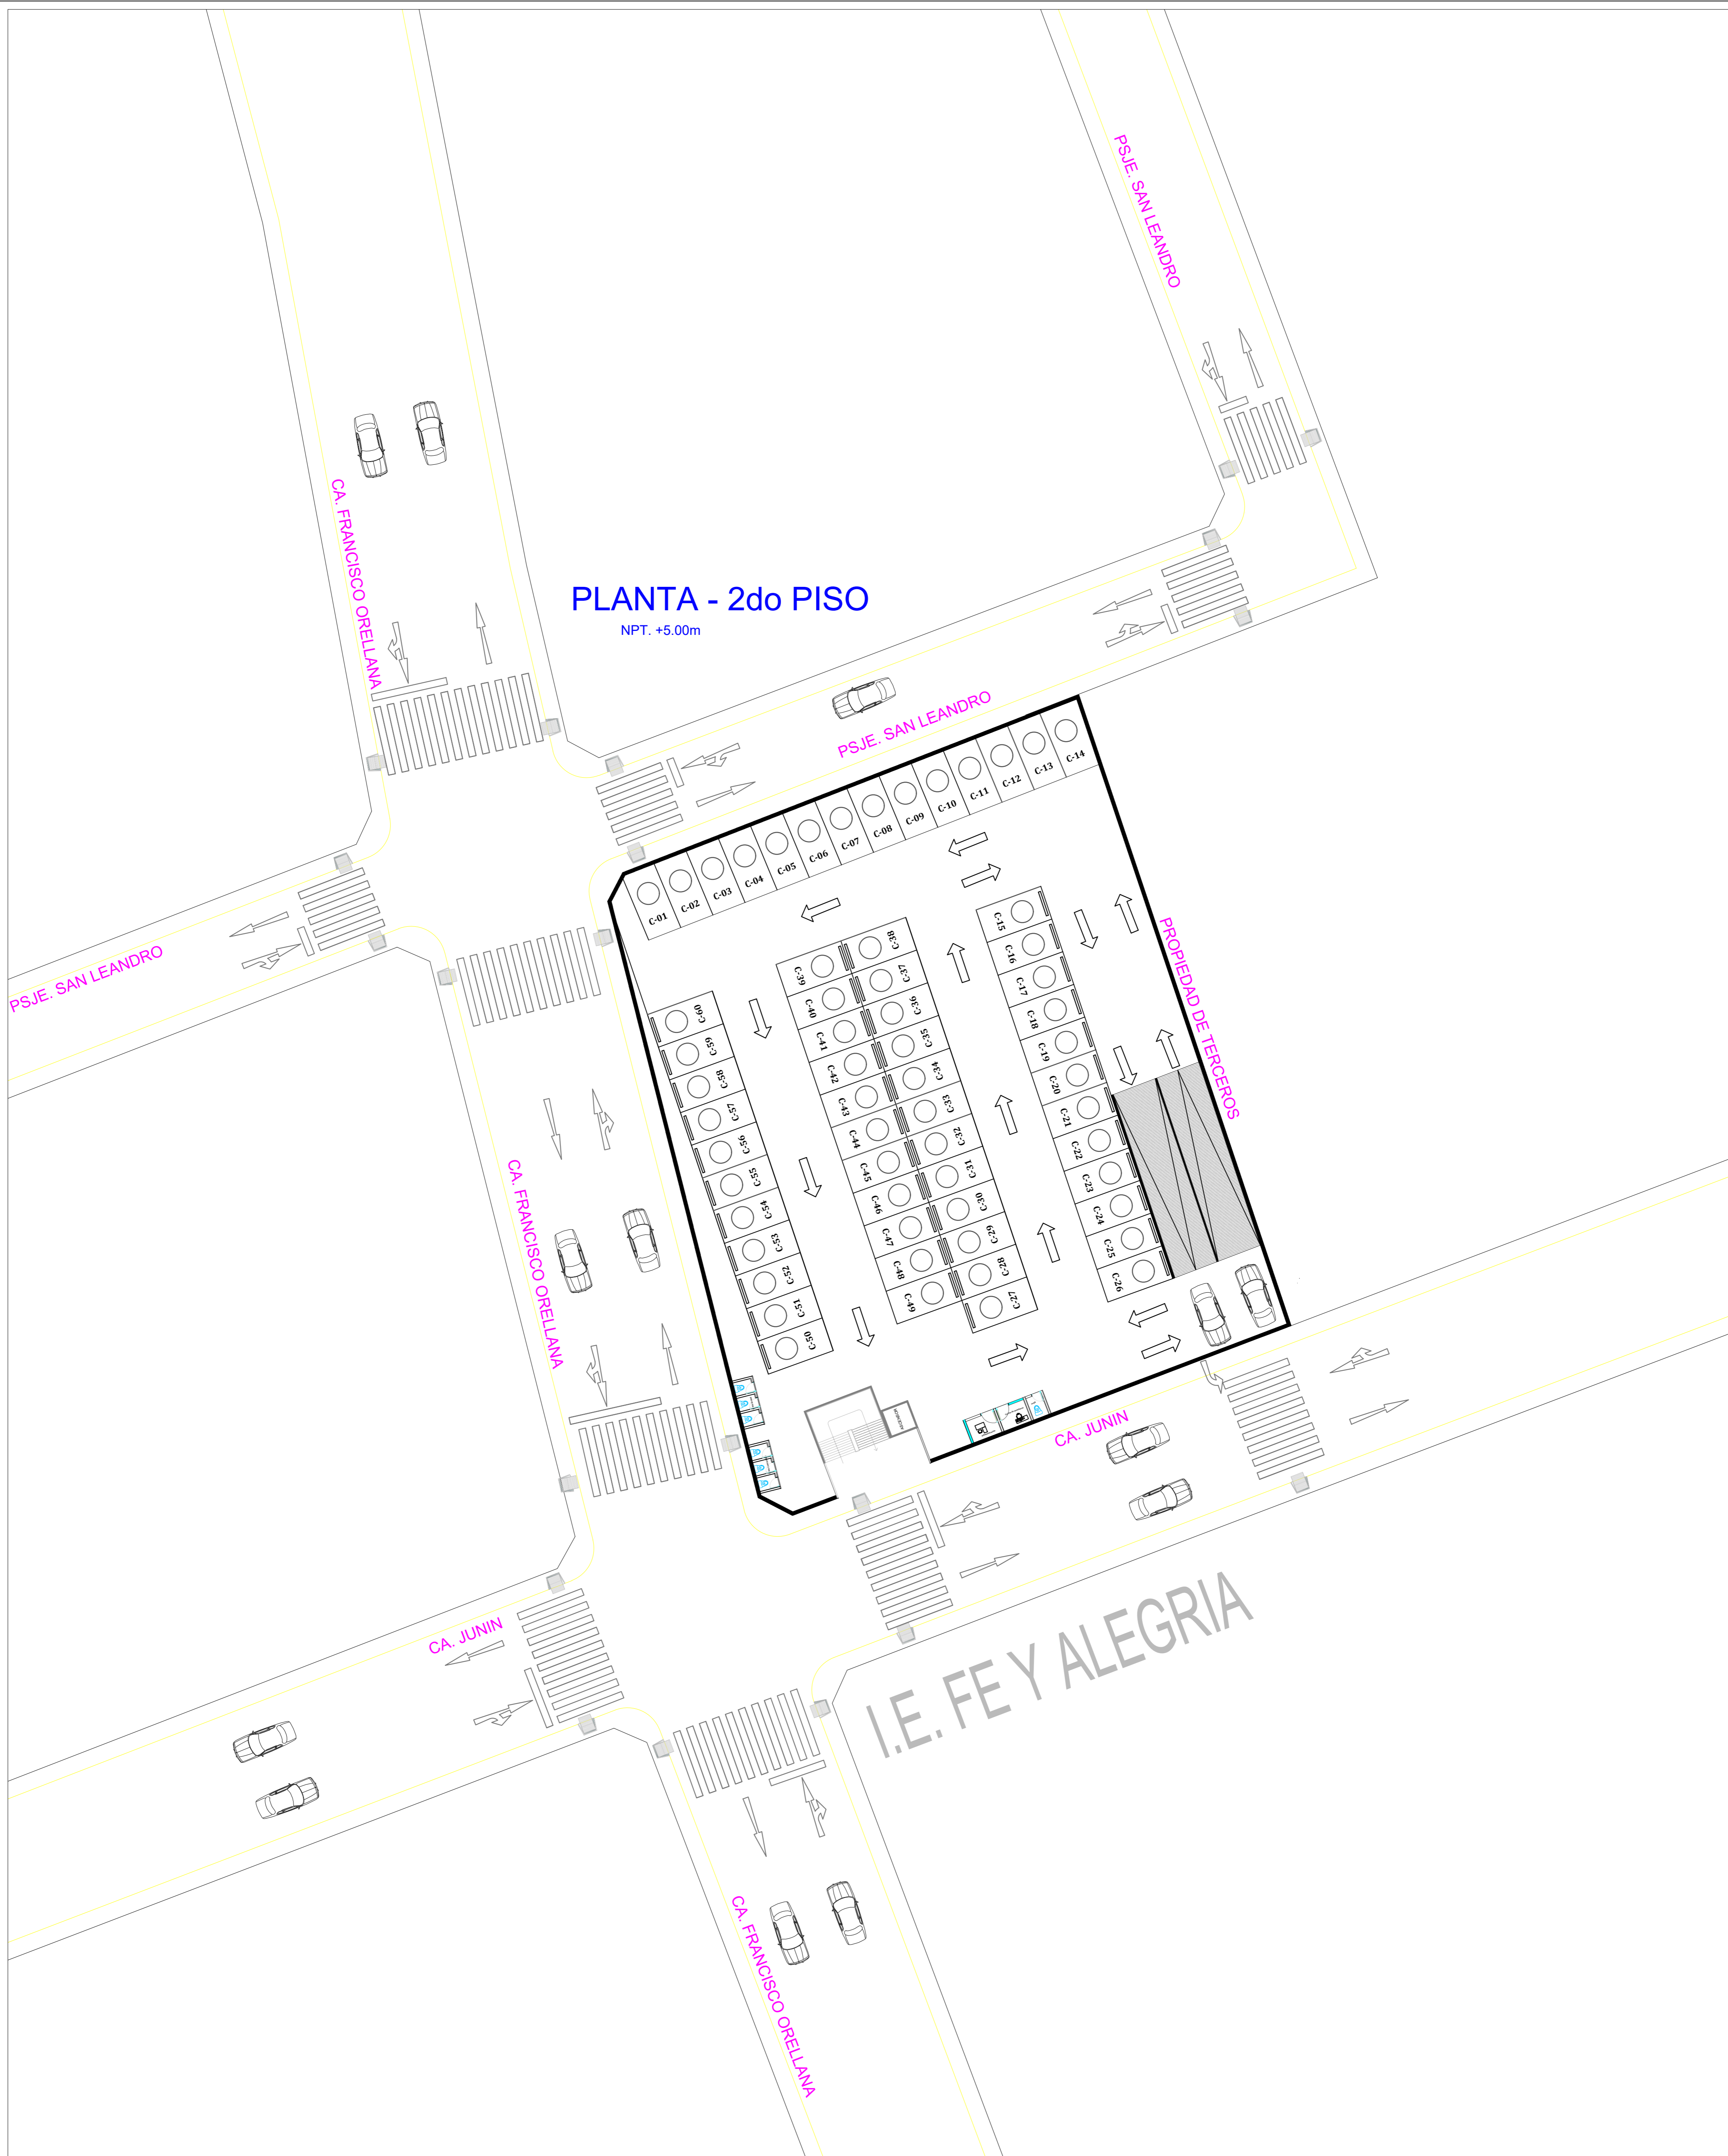 PSJE. SAN LEANDRO
CA. FRANCISCO ORELLANA
PLANTA - 2do PISO
NPT. +5.00m
PSJE. SAN LEANDRO
PSJE. SAN LEANDRO
C-01
C-02
C-03
C-04
C-05
C-06
C-07
C-08
C-09
C-10
C-11
C-12
C-13
C-14
C-15
C-16
C-17
C-18
C-19
C-20
C-21
C-22
C-23
C-24
C-25
C-26
C-38
C-37
C-36
C-35
C-34
C-33
C-32
C-31
C-30
C-29
C-28
C-27
C-39
C-40
C-41
C-42
C-43
C-44
C-45
C-46
C-47
C-48
C-49
C-60
C-59
C-58
C-57
C-56
C-55
C-54
C-53
C-52
C-51
C-50
PROPIEDAD DE TERCEROS
CA. FRANCISCO ORELLANA
CA. JUNIN
CA. JUNIN
I.E. FE Y ALEGRIA
CA. FRANCISCO ORELLANA